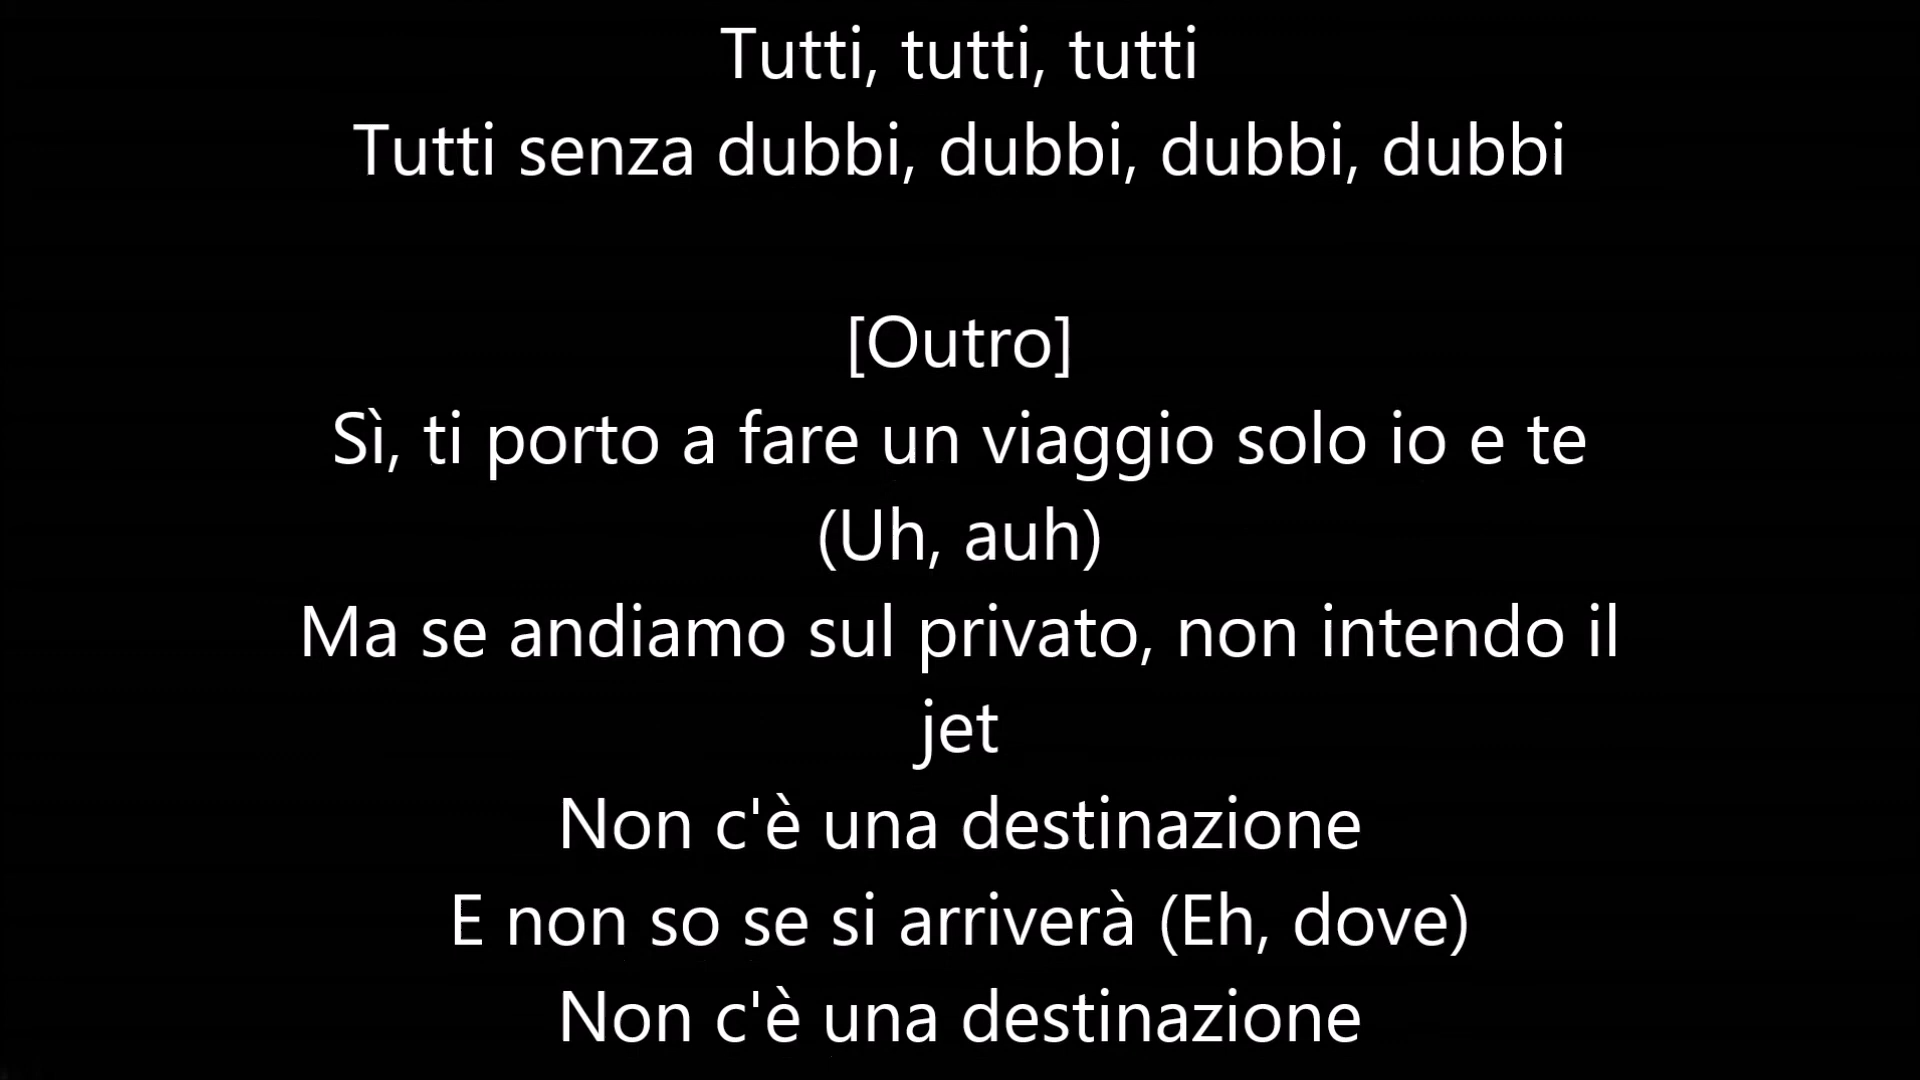 Tutti, tutti, tutti
Tutti senza dubbi, dubbi, dubbi, dubbi
[Outro]
Sì, ti porto a fare un viaggio solo io e te
(Uh, auh)
Ma se andiamo sul privato, non intendo il
jet
Non c'è una destinazione
E non so se si arriverà (Eh, dove)
Non c'è una destinazione